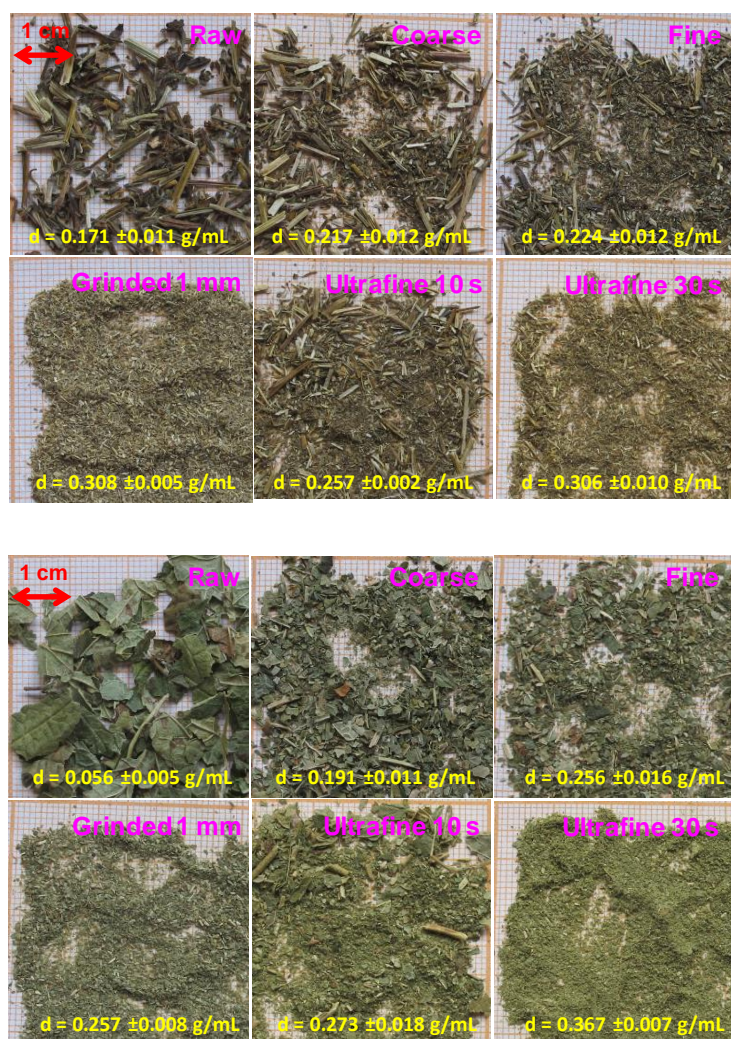 1 cm
Raw
Coarse
Fine
d = 0.171 ±0.011 g/mL
d = 0.217 ±0.012 g/mL
d = 0.224 ±0.012 g/mL
Grinded 1 mm
Ultrafine 10 s
Ultrafine 30 s
d = 0.308 ±0.005 g/mL
d = 0.257 ±0.002 g/mL
d = 0.306 ±0.010 g/mL
1 cm
Raw
Coarse
Fine
d = 0.056 ±0.005 g/mL
d = 0.191 ±0.011 g/mL
d = 0.256 ±0.016 g/mL
Grinded 1 mm
Ultrafine 10 s
Ultrafine 30 s
d = 0.257 ±0.008 g/mL
d = 0.273 ±0.018 g/mL
d = 0.367 ±0.007 g/mL